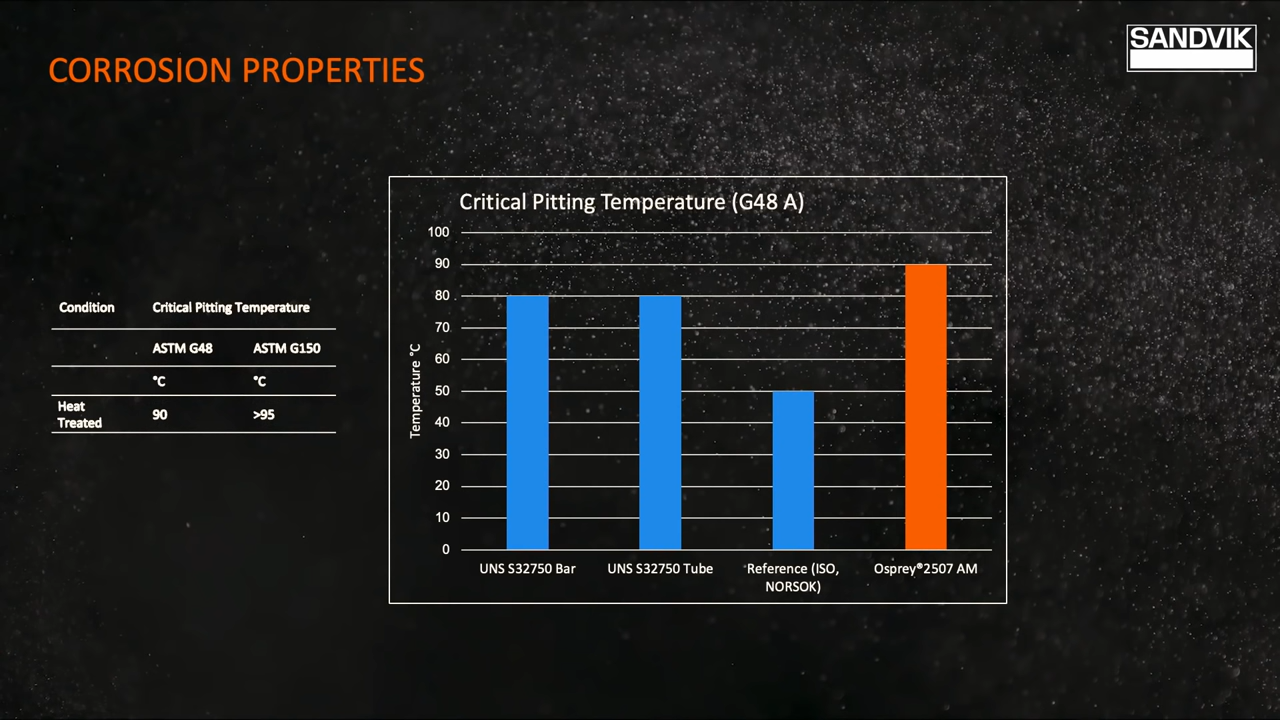 CORROSION PROPERTIES
SANDVIK
Condition Critical Pitting Temperature
ASTM G48 ASTM G150
°C °C
Heat
Treated 90 >95
Critical Pitting Temperature (G48 A)
100
90
80
70
60
50
40
30
20
10
0
Temperature °C
UNS S32750 Bar UNS S32750 Tube Reference (ISO, Osprey®2507 AM
NORSOK)